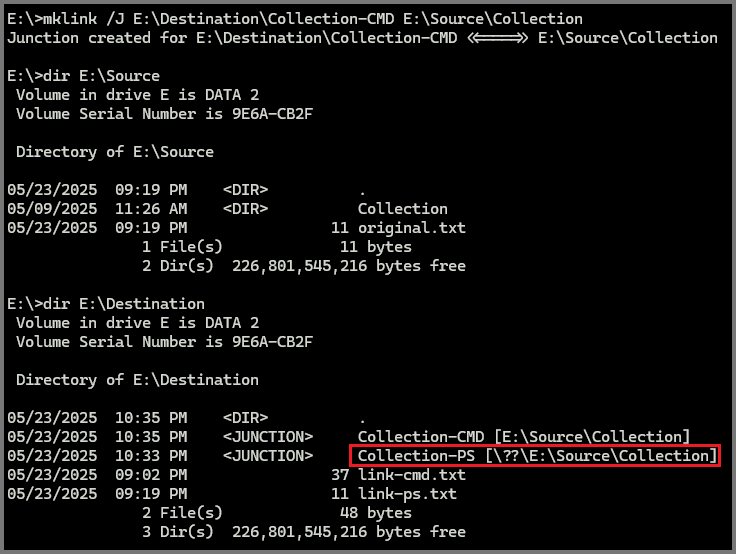 E:\>mklink /J E:\Destination\Collection-CMD E:\Source\Collection
Junction created for E:\Destination\Collection-CMD <<===>> E:\Source\Collection
E:\>dir E:\Source
Volume in drive E is DATA 2
Volume Serial Number is 9E6A-CB2F
Directory of E:\Source
05/23/2025  09:19 PM    <DIR>          .
05/09/2025  11:26 AM    <DIR>          Collection
05/23/2025  09:19 PM                11 original.txt
1 File(s)             11 bytes
2 Dir(s)  226,801,545,216 bytes free
E:\>dir E:\Destination
Volume in drive E is DATA 2
Volume Serial Number is 9E6A-CB2F
Directory of E:\Destination
05/23/2025  10:35 PM    <DIR>          .
05/23/2025  10:35 PM    <JUNCTION>     Collection-CMD [E:\Source\Collection]
05/23/2025  10:33 PM    <JUNCTION>     Collection-PS [\??\E:\Source\Collection]
05/23/2025  09:02 PM                37 link-cmd.txt
05/23/2025  09:19 PM                11 link-ps.txt
2 File(s)             48 bytes
3 Dir(s)  226,801,545,216 bytes free